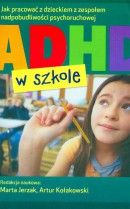 Jak pracować z dzieckiem z zespołem
nadpobudliwości psychoruchowej
ADHD
w szkole
Redakcja naukowa:
Marta Jerzak, Artur Kołakowski